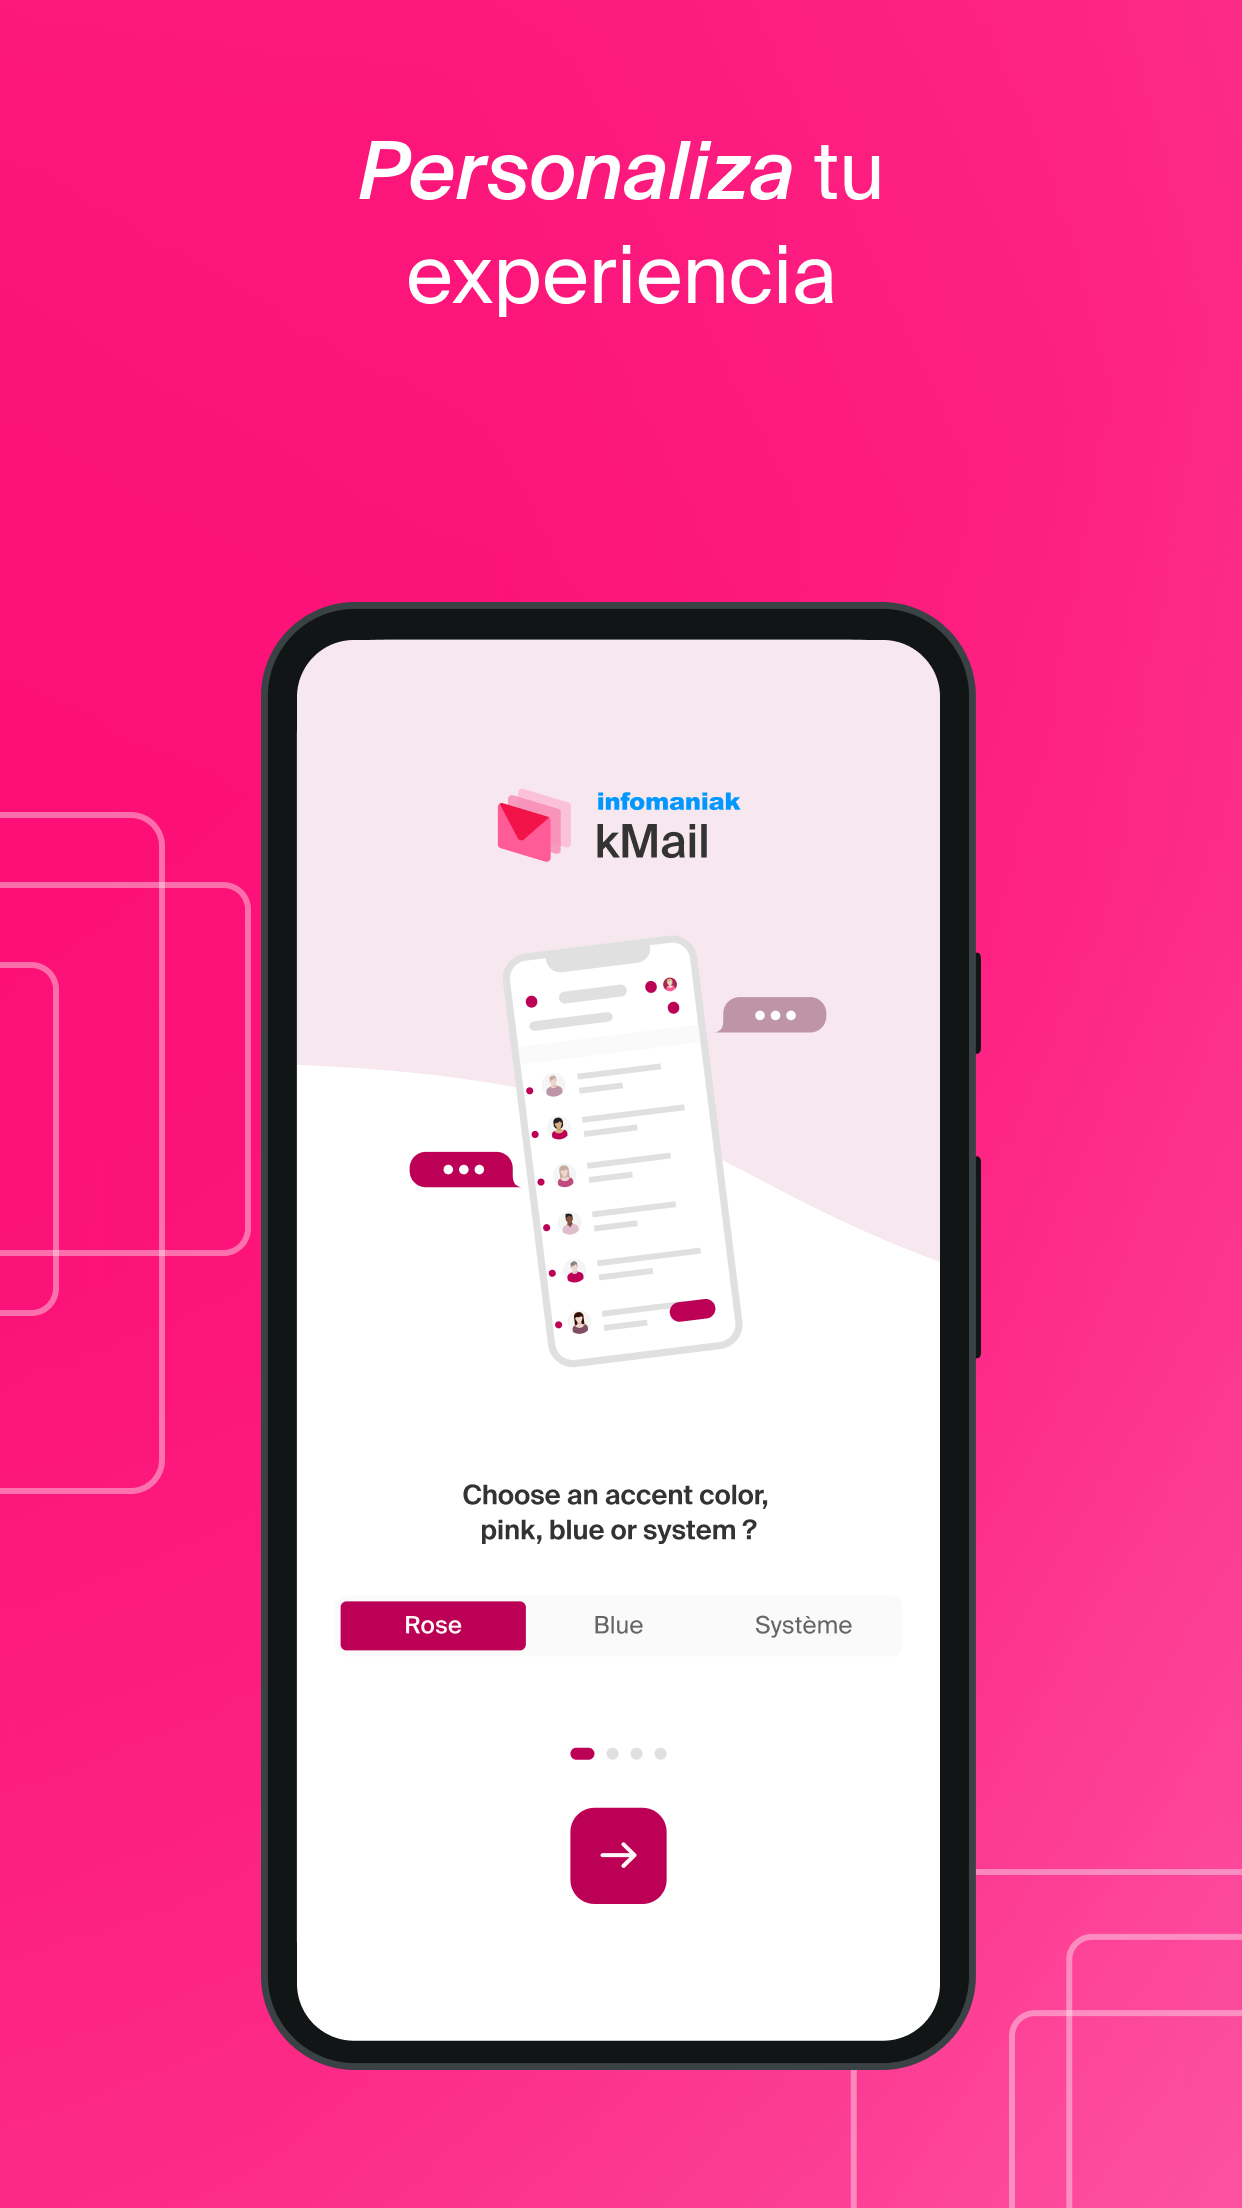 Personaliza tu
experiencia
infomaniak
kMail
Choose an accent color,
pink, blue or system ?
Rose
Blue
Système